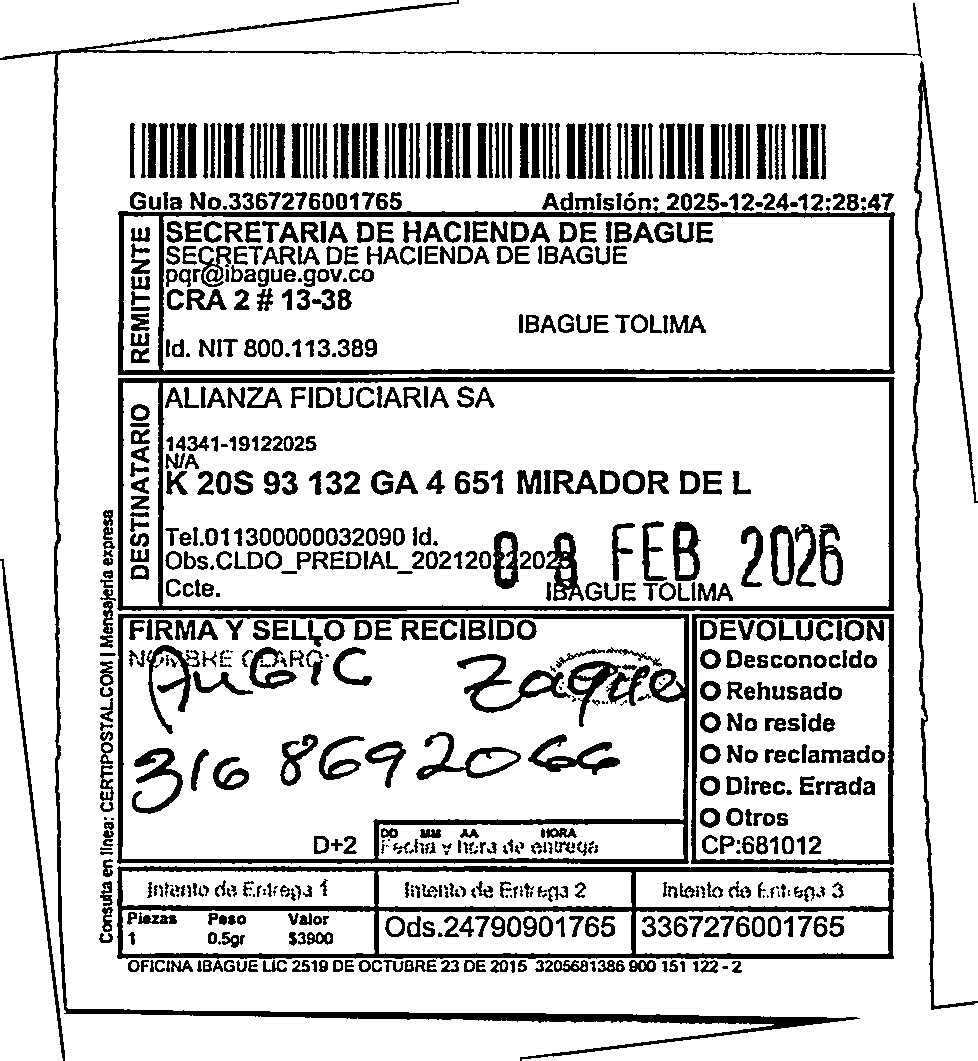 Guia No.3367276001765 Admisión: 2025-12-24-12:28:47
REMITENTE
SECRETARIA DE HACIENDA DE IBAGUE
SECRETARIA DE HACIENDA DE IBAGUE
pqr@ibague.gov.co
CRA 2 # 13-38
IBAGUE TOLIMA
Id. NIT 800.113.389
DESTINATARIO
ALIANZA FIDUCIARIA SA
14341-19122025
N/A
K 20S 93 132 GA 4 651 MIRADOR DE L
Tel.011300000032090 Id.
Obs.CLDO_PREDIAL_202120222025
FEB 2026
Ccte.
IBAGUE TOLIMA
Consulta en línea: CERTIPOSTAL.COM | Mensajería expresa
FIRMA Y SELLO DE RECIBIDO
NOMBRE CLARO:
Zaque
316 8692066
D+2
DD MM AA HORA
Fecha y hora de entrega
DEVOLUCION
Desconocido
Rehusado
No reside
No reclamado
Direc. Errada
Otros
CP:681012
Intento de Entrega 1 Intento de Entrega 2 Intento de Entrega 3
Piezas Peso Valor
1 0.5gr $3900
Ods.24790901765 3367276001765
OFICINA IBAGUE LIC 2519 DE OCTUBRE 23 DE 2015 3205681386 900 151 122 - 2